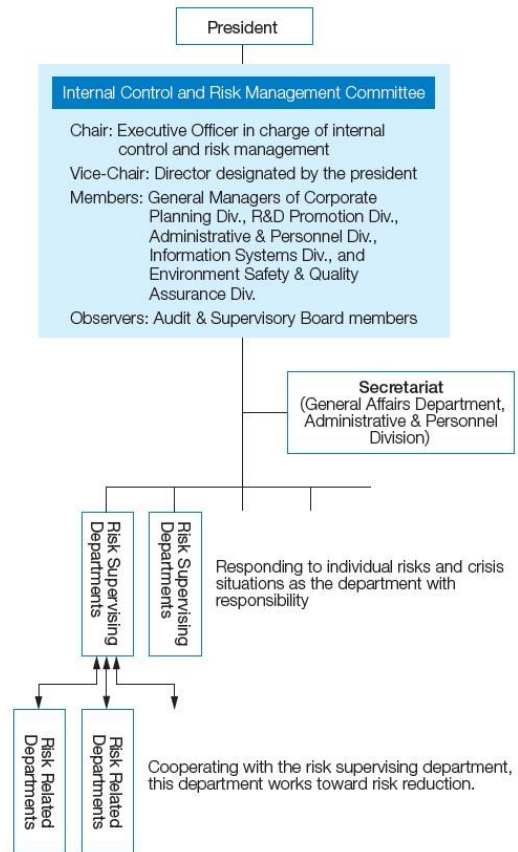 President
Internal Control and Risk Management Committee
Chair: Executive Officer in charge of internal
control and risk management
Vice-Chair: Director designated by the president
Members: General Managers of Corporate
Planning Div., R&D Promotion Div.,
Administrative & Personnel Div.,
Information Systems Div., and
Environment Safety & Quality
Assurance Div.
Observers: Audit & Supervisory Board members
Secretariat
(General Affairs Department,
Administrative & Personnel
Division)
Risk Supervising
Departments
Risk Supervising
Departments
Responding to individual risks and crisis
situations as the department with
responsibility
Risk Related
Departments
Risk Related
Departments
Cooperating with the risk supervising department,
this department works toward risk reduction.